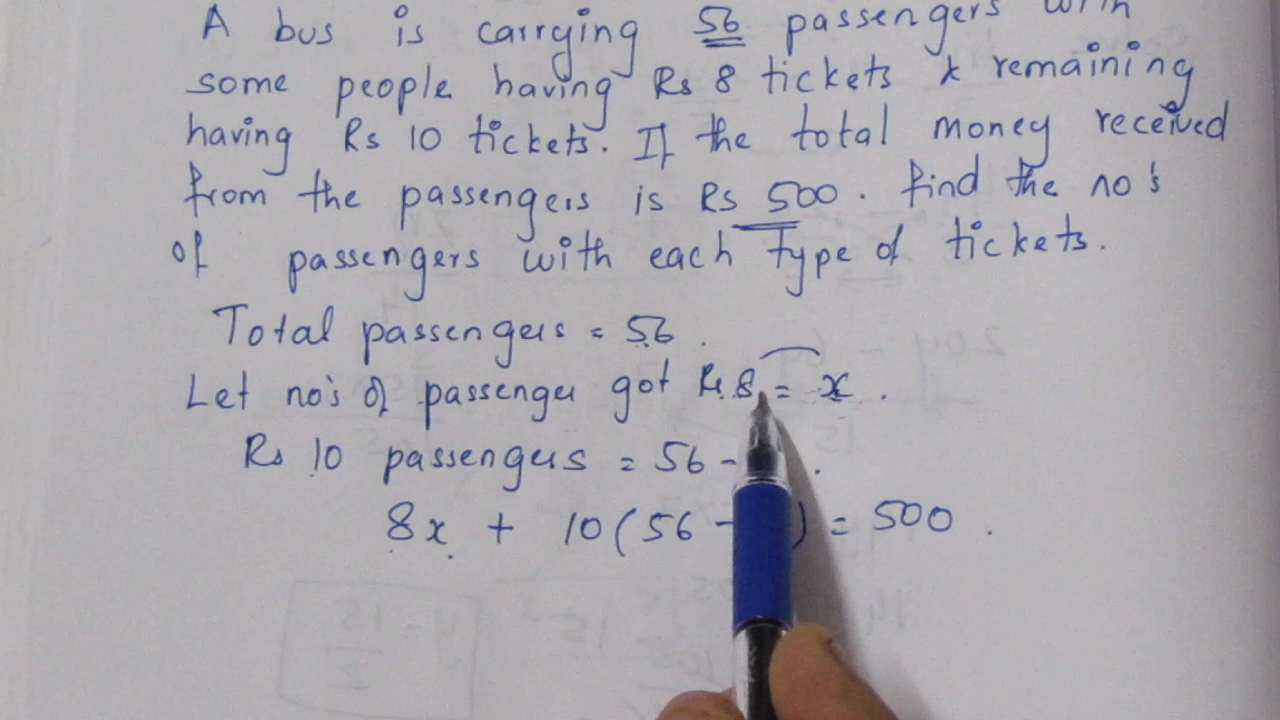 A bus is carrying 56 passengers with
some people having Rs 8 tickets & remaining
having Rs 10 tickets. If the total money received
from the passengers is Rs 500. find the no's
of passengers with each type of tickets.
Total passengers = 56.
Let no's of passenger got Rs.8 = x.
Rs 10 passengers = 56 - .
8x + 10(56 - ) = 500.